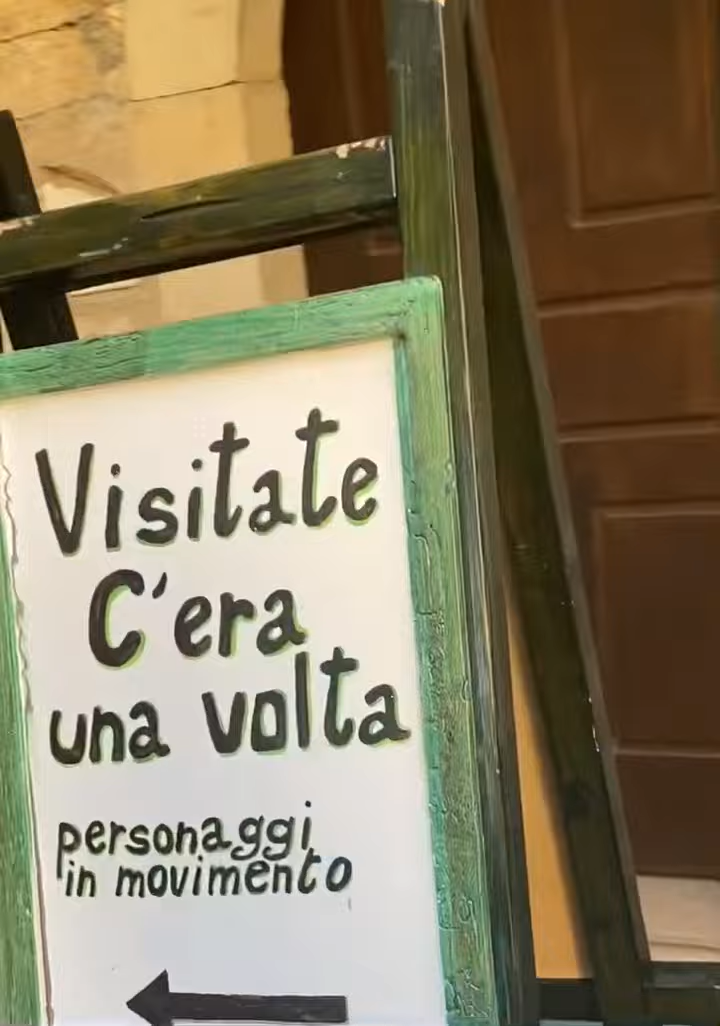 Visitate
C'era
una volta
personaggi
in movimento